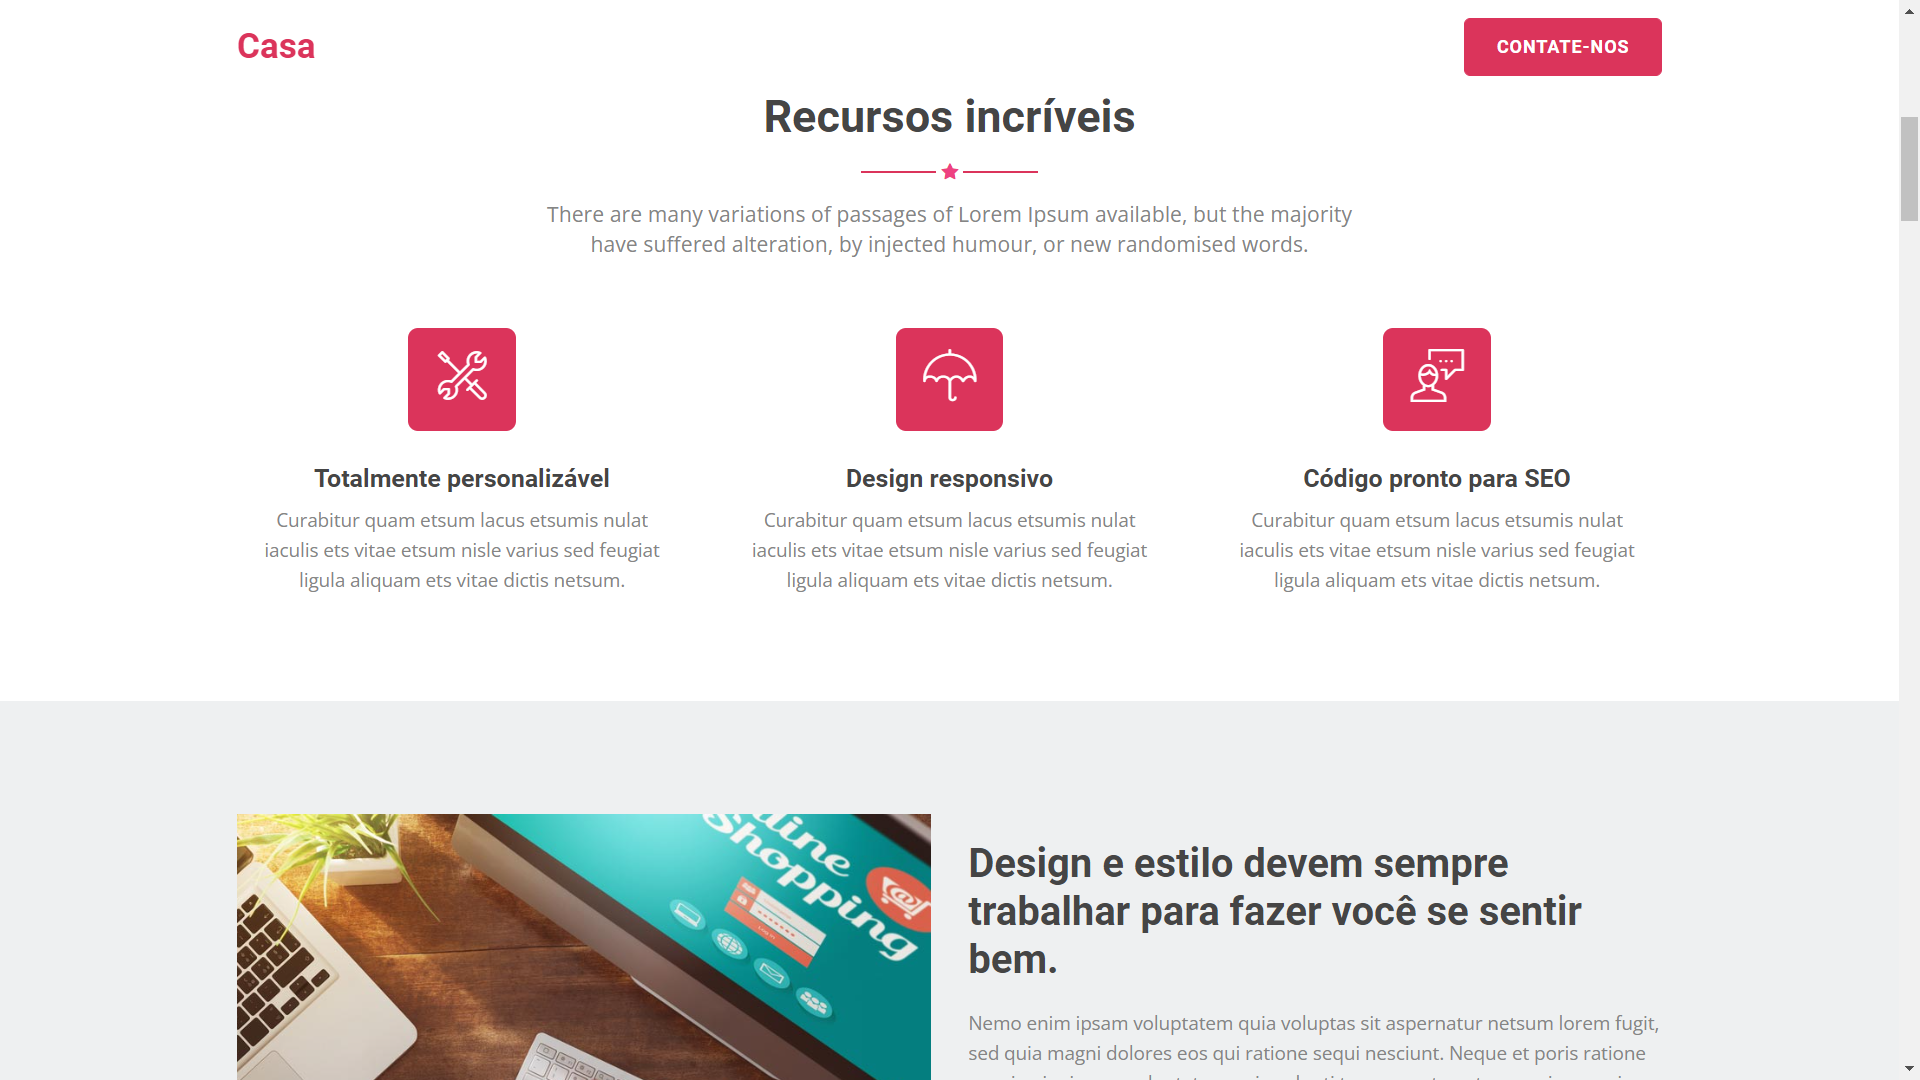 Casa
CONTATE-NOS
Recursos incríveis
There are many variations of passages of Lorem Ipsum available, but the majority
have suffered alteration, by injected humour, or new randomised words.
Totalmente personalizável
Curabitur quam etsum lacus etsumis nulat
iaculis ets vitae etsum nisle varius sed feugiat
ligula aliquam ets vitae dictis netsum.
Design responsivo
Curabitur quam etsum lacus etsumis nulat
iaculis ets vitae etsum nisle varius sed feugiat
ligula aliquam ets vitae dictis netsum.
Código pronto para SEO
Curabitur quam etsum lacus etsumis nulat
iaculis ets vitae etsum nisle varius sed feugiat
ligula aliquam ets vitae dictis netsum.
Shopping
Design e estilo devem sempre
trabalhar para fazer você se sentir
bem.
Nemo enim ipsam voluptatem quia voluptas sit aspernatur netsum lorem fugit,
sed quia magni dolores eos qui ratione sequi nesciunt. Neque et poris ratione